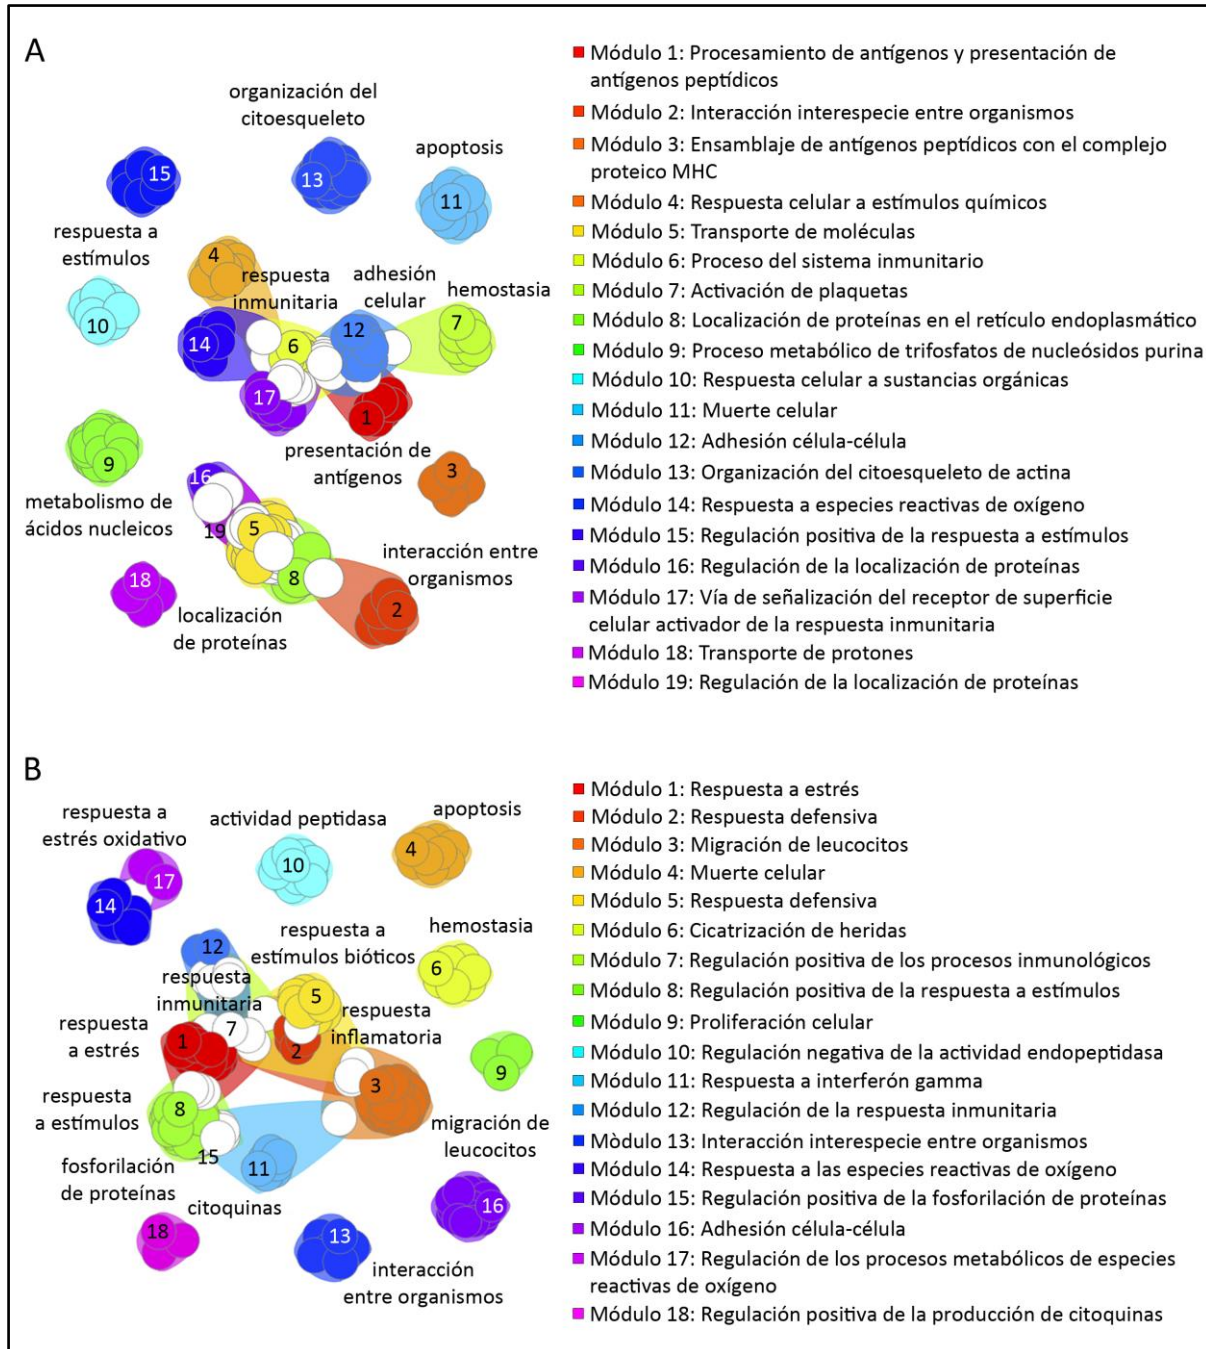 A
organización del
citoesqueleto
apoptosis
15
13
11
respuesta a
estímulos
4
respuesta
inmunitaria
adhesión
celular
hemostasia
10
14
6
12
7
17
1
presentación de
antígenos
9
3
metabolismo de
ácidos nucleicos
16
19
5
interacción entre
organismos
18
8
2
localización
de proteínas
Módulo 1: Procesamiento de antígenos y presentación de
antígenos peptídicos
Módulo 2: Interacción interespecie entre organismos
Módulo 3: Ensamblaje de antígenos peptídicos con el complejo
proteico MHC
Módulo 4: Respuesta celular a estímulos químicos
Módulo 5: Transporte de moléculas
Módulo 6: Proceso del sistema inmunitario
Módulo 7: Activación de plaquetas
Módulo 8: Localización de proteínas en el retículo endoplasmático
Módulo 9: Proceso metabólico de trifosfatos de nucleósidos purina
Módulo 10: Respuesta celular a sustancias orgánicas
Módulo 11: Muerte celular
Módulo 12: Adhesión célula-célula
Módulo 13: Organización del citoesqueleto de actina
Módulo 14: Respuesta a especies reactivas de oxígeno
Módulo 15: Regulación positiva de la respuesta a estímulos
Módulo 16: Regulación de la localización de proteínas
Módulo 17: Vía de señalización del receptor de superficie
celular activador de la respuesta inmunitaria
Módulo 18: Transporte de protones
Módulo 19: Regulación de la localización de proteínas
B
respuesta a
estrés oxidativo
actividad peptidasa
apoptosis
17
14
10
4
12
respuesta a
estímulos bióticos
hemostasia
respuesta
inmunitaria
5
6
respuesta
a estrés
1
7
2
respuesta
inflamatoria
9
respuesta
a estímulos
8
3
15
11
migración de
leucocitos
fosforilación
de proteínas
citoquinas
16
18
13
interacción
entre organismos
Módulo 1: Respuesta a estrés
Módulo 2: Respuesta defensiva
Módulo 3: Migración de leucocitos
Módulo 4: Muerte celular
Módulo 5: Respuesta defensiva
Módulo 6: Cicatrización de heridas
Módulo 7: Regulación positiva de los procesos inmunológicos
Módulo 8: Regulación positiva de la respuesta a estímulos
Módulo 9: Proliferación celular
Módulo 10: Regulación negativa de la actividad endopeptidasa
Módulo 11: Respuesta a interferón gamma
Módulo 12: Regulación de la respuesta inmunitaria
Mòdulo 13: Interacción interespecie entre organismos
Módulo 14: Respuesta a las especies reactivas de oxígeno
Módulo 15: Regulación positiva de la fosforilación de proteínas
Módulo 16: Adhesión célula-célula
Módulo 17: Regulación de los procesos metabólicos de especies
reactivas de oxígeno
Módulo 18: Regulación positiva de la producción de citoquinas